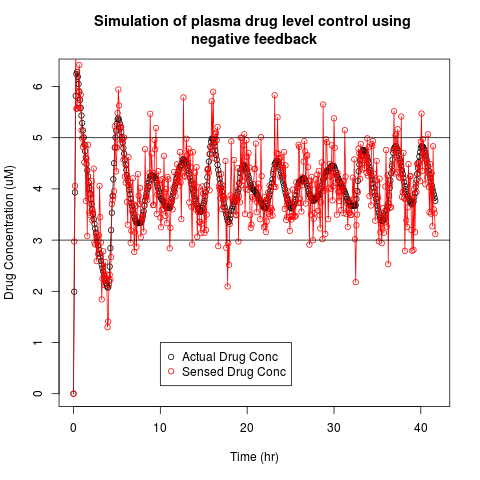 Simulation of plasma drug level control using
negative feedback
Drug Concentration (uM)
6
5
4
3
2
1
0
Actual Drug Conc
Sensed Drug Conc
0 10 20 30 40
Time (hr)